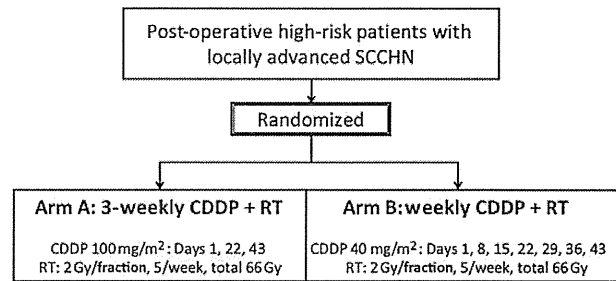 Post-operative high-risk patients with
locally advanced SCCHN
Randomized
Arm A: 3-weekly CDDP + RT
CDDP 100 mg/m²: Days 1, 22, 43
RT: 2 Gy/fraction, 5/week, total 66 Gy
Arm B:weekly CDDP + RT
CDDP 40 mg/m²: Days 1, 8, 15, 22, 29, 36, 43
RT: 2 Gy/fraction, 5/week, total 66 Gy